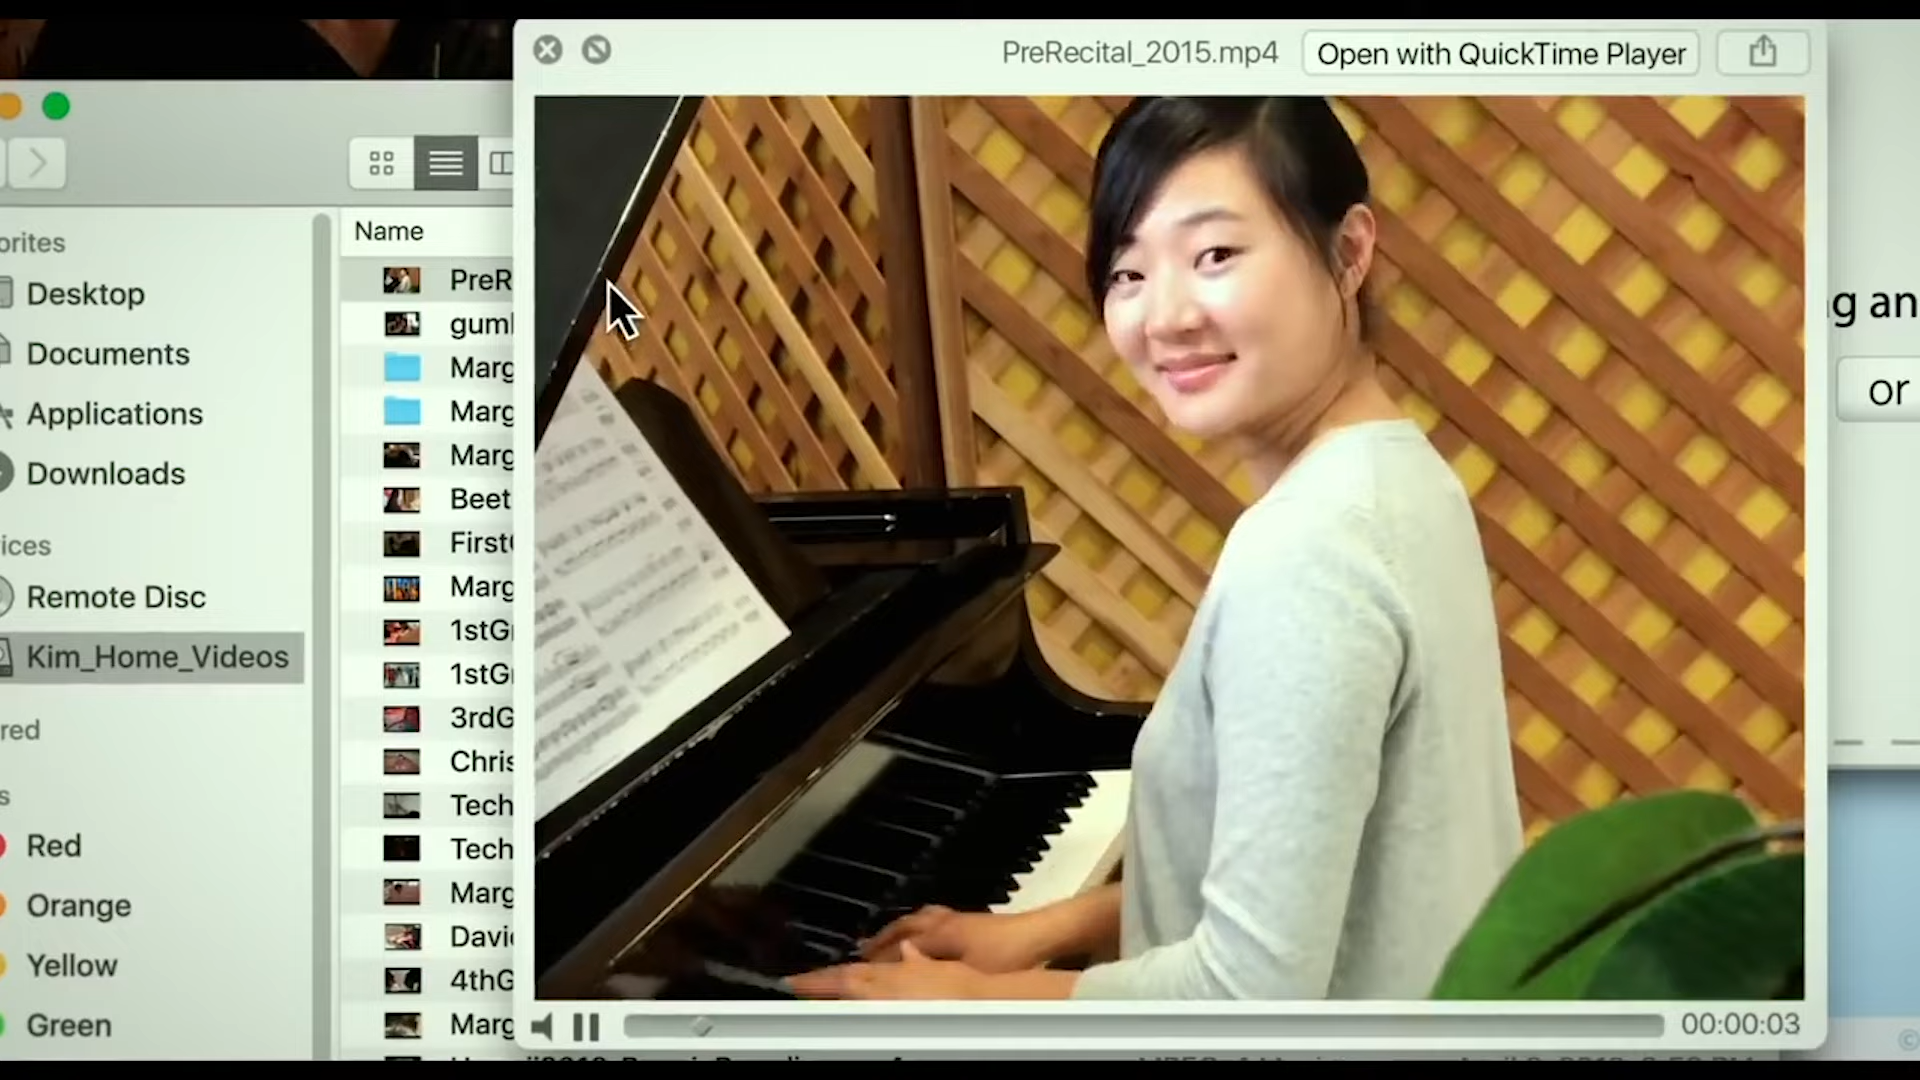 PreRecital_2015.mp4
Open with QuickTime Player
Name
orites
Desktop
Documents
Applications
Downloads
ices
Remote Disc
Kim_Home_Videos
red
s
Red
Orange
Yellow
Green
PreR
guml
Marg
Marg
Marg
Beet
First
Marg
1stG
1stG
3rdG
Chris
Tech
Tech
Marg
Davi
4thG
Marg
g an
or
00:00:03